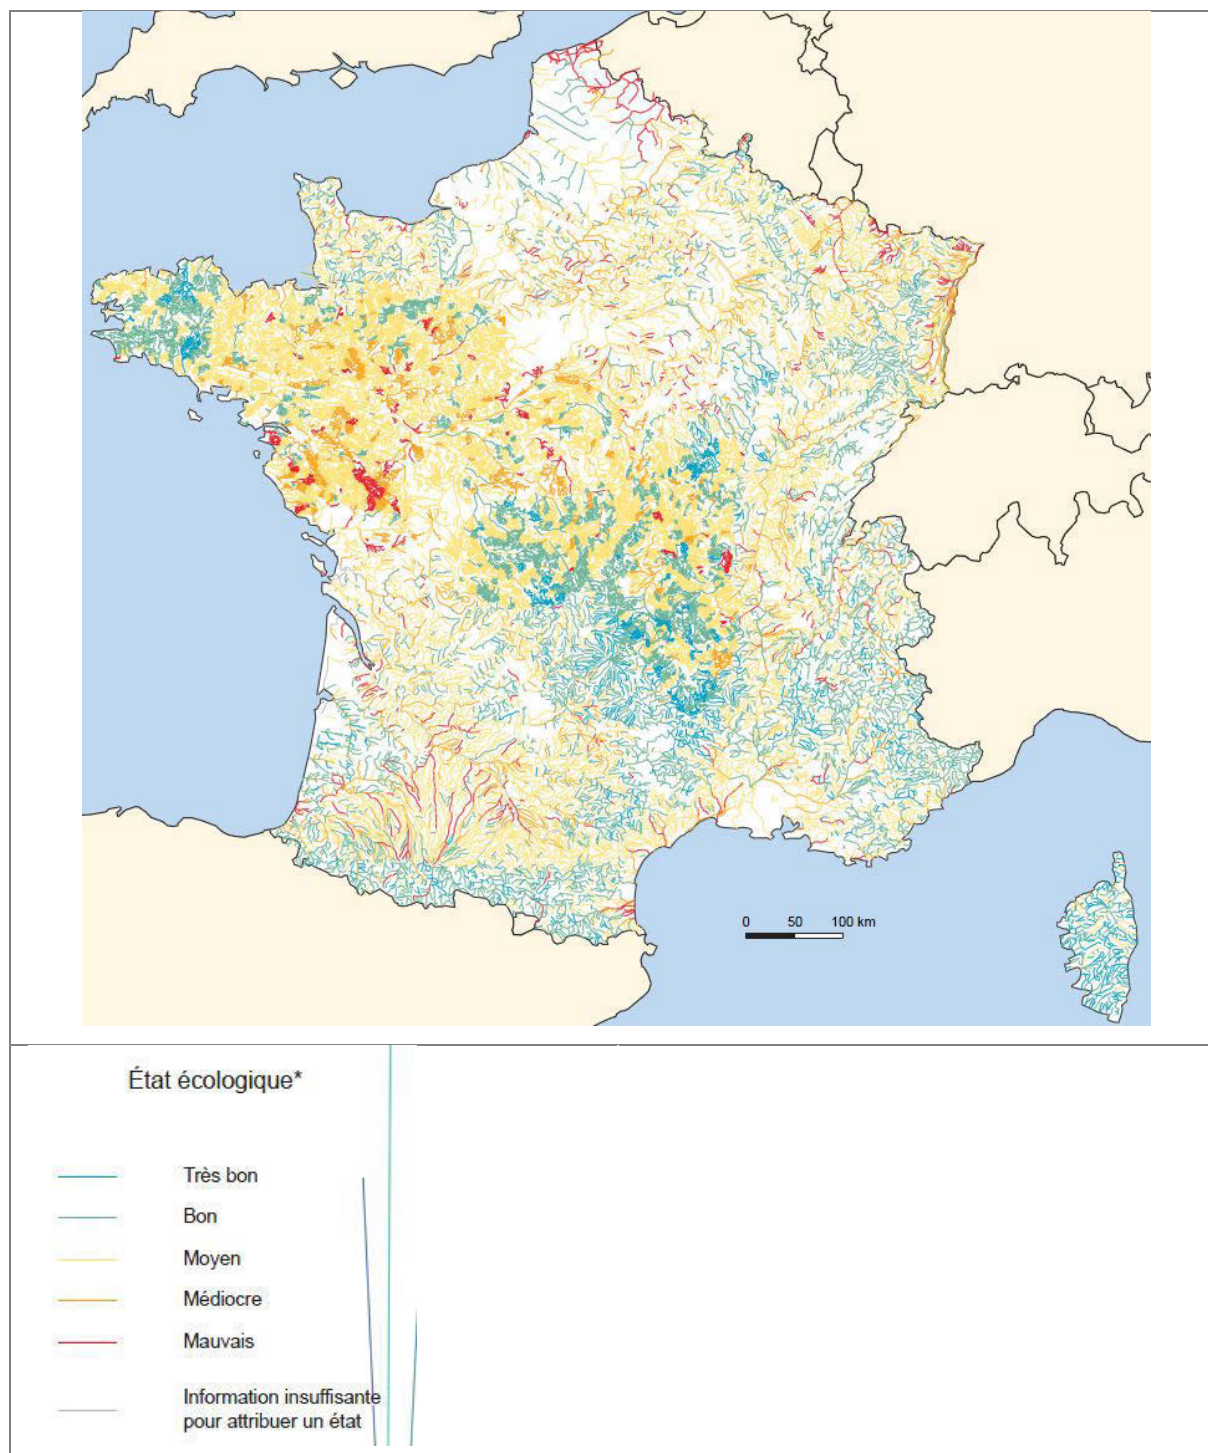 0 50 100 km
État écologique*
Très bon
Bon
Moyen
Médiocre
Mauvais
Information insuffisante
pour attribuer un état